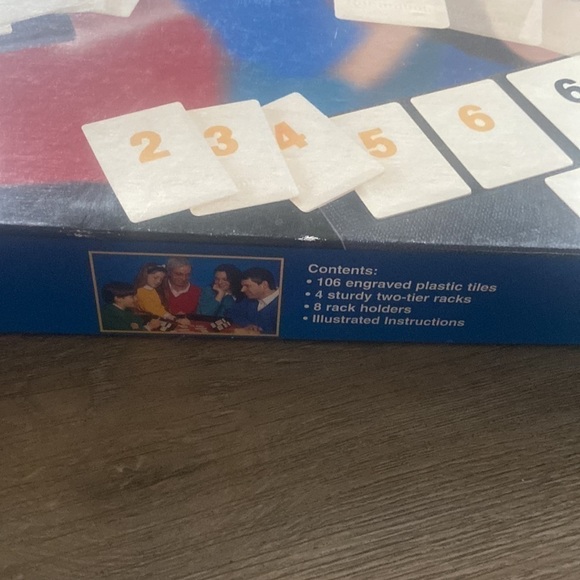 2 3 4 5 6 6
Contents:
• 106 engraved plastic tiles
• 4 sturdy two-tier racks
• 8 rack holders
• Illustrated Instructions